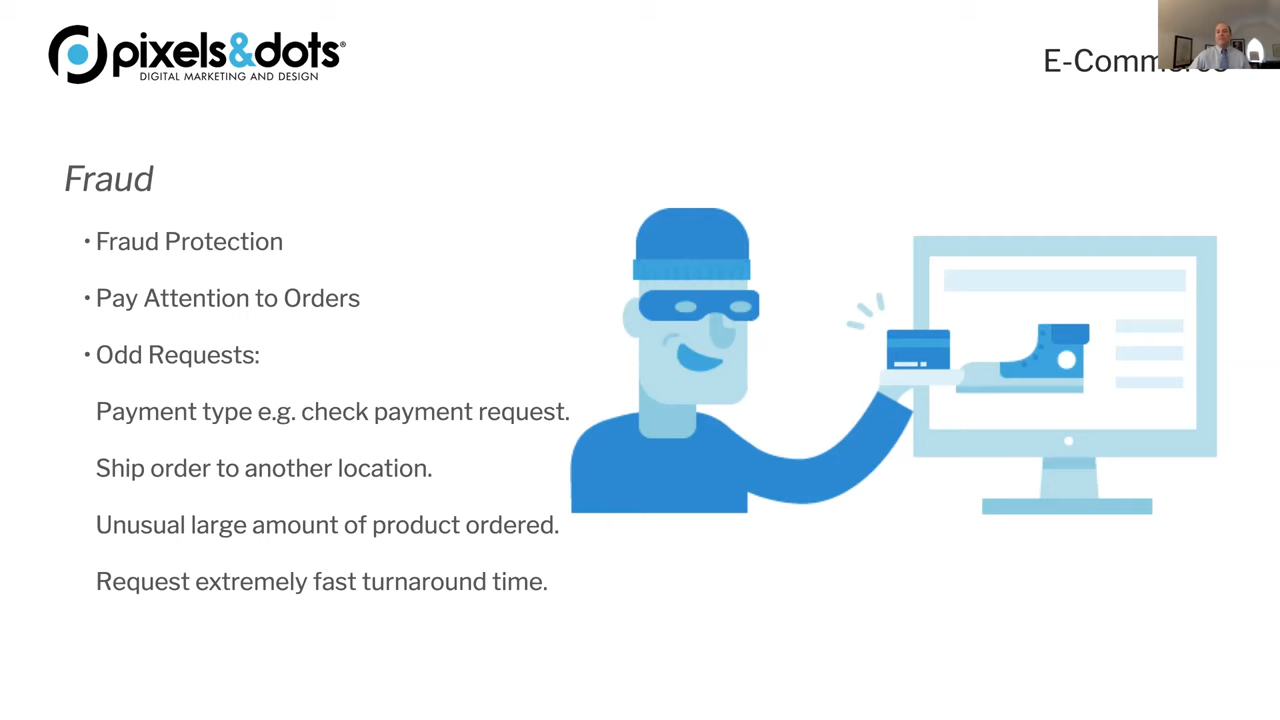 pixels&dots®
DIGITAL MARKETING AND DESIGN
E-Commerce
Fraud
• Fraud Protection
• Pay Attention to Orders
• Odd Requests:
Payment type e.g. check payment request.
Ship order to another location.
Unusual large amount of product ordered.
Request extremely fast turnaround time.